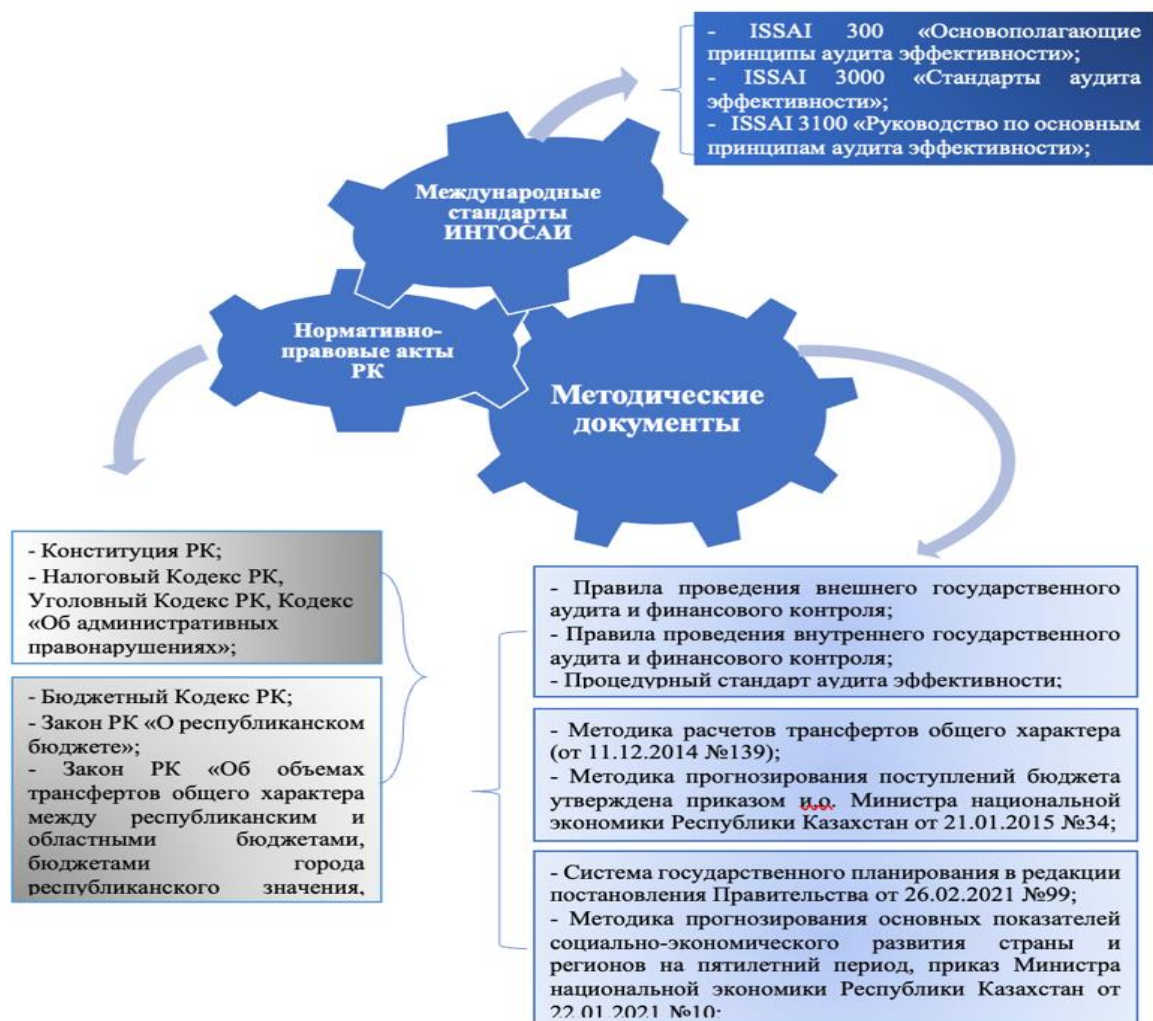 - ISSAI 300 «Основополагающие
принципы аудита эффективности»;
- ISSAI 3000 «Стандарты аудита
эффективности»;
- ISSAI 3100 «Руководство по основным
принципам аудита эффективности»;
Международные
стандарты
ИНТОСАИ
Нормативно-
правовые акты
РК
Методические
документы
- Конституция РК;
- Налоговый Кодекс РК,
Уголовный Кодекс РК, Кодекс
«Об административных
правонарушениях»;
- Бюджетный Кодекс РК;
- Закон РК «О республиканском
бюджете»;
- Закон РК «Об объемах
трансфертов общего характера
между республиканским и
областными бюджетами,
бюджетами города
республиканского значения,
- Правила проведения внешнего государственного
аудита и финансового контроля;
- Правила проведения внутреннего государственного
аудита и финансового контроля;
- Процедурный стандарт аудита эффективности;
- Методика расчетов трансфертов общего характера
(от 11.12.2014 №139);
- Методика прогнозирования поступлений бюджета
утверждена приказом и.о. Министра национальной
экономики Республики Казахстан от 21.01.2015 №34;
- Система государственного планирования в редакции
постановления Правительства от 26.02.2021 №99;
- Методика прогнозирования основных показателей
социально-экономического развития страны и
регионов на пятилетний период, приказ Министра
национальной экономики Республики Казахстан от
22.01.2021 №10;